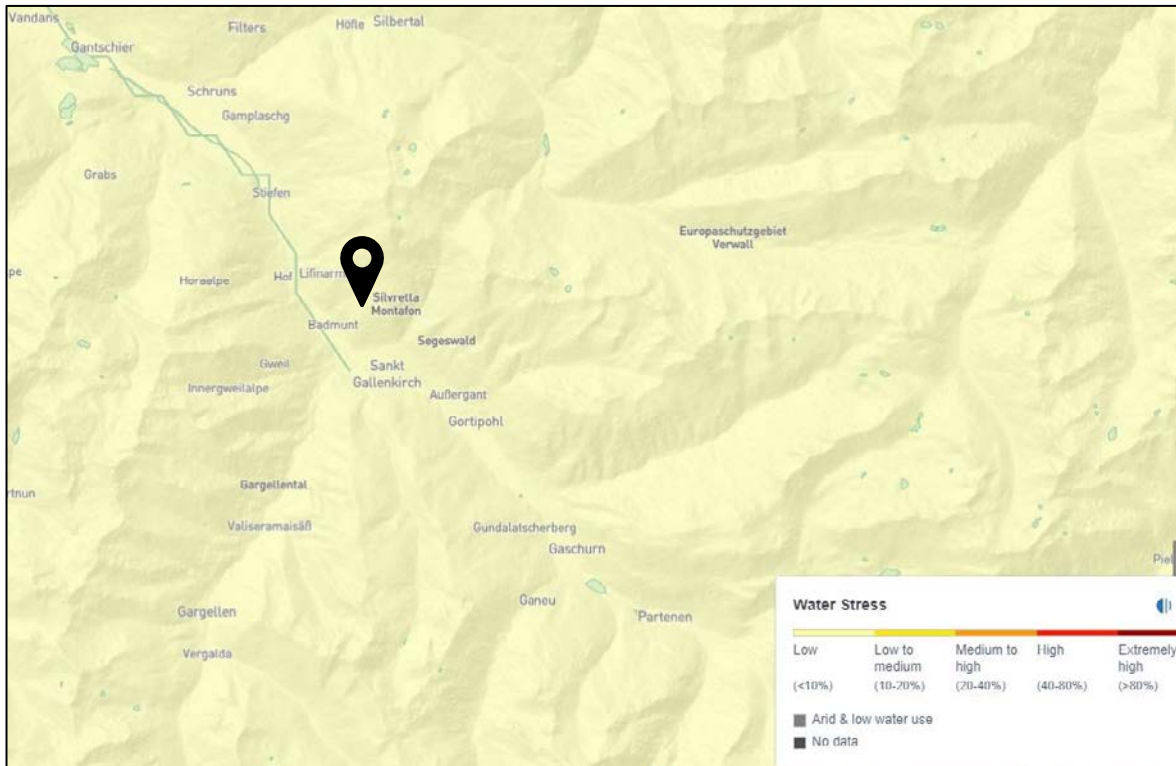 Vandans
Filters
Höfle
Silbertal
Gantschier
Schruns
Gamplaschg
Grabs
Stiefen
Europaschutzgebiet
Verwall
Hof
Silvretta
Montafon
Badmunt
Segeswald
Gweil
Sankt
Gallenkirch
Innergweilalpe
Außergant
Gortipohl
Gargellental
Valiseramaisäß
Gundalatscherberg
Gaschurn
Ganeu
Partenen
Gargellen
Vergalda
Water Stress
Low
(<10%)
Low to
medium
(10-20%)
Medium to
high
(20-40%)
High
(40-80%)
Extremely
high
(>80%)
Arid & low water use
No data